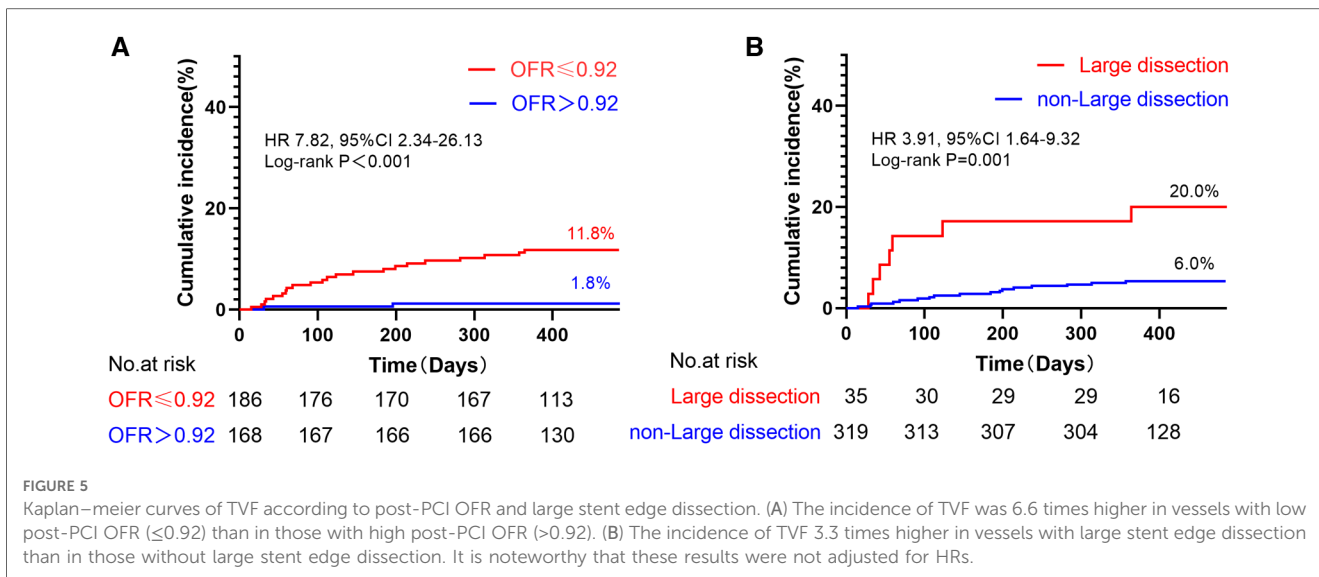 A
Cumulative incidence(%)
40
20
0
OFR≤0.92
OFR>0.92
HR 7.82, 95%CI 2.34-26.13
Log-rank P<0.001
11.8%
1.8%
0 100 200 300 400
Time(Days)
No.at risk
OFR≤0.92 186 176 170 167 113
OFR>0.92 168 167 166 166 130
B
Cumulative incidence(%)
40
20
0
Large dissection
non-Large dissection
HR 3.91, 95%CI 1.64-9.32
Log-rank P=0.001
20.0%
6.0%
0 100 200 300 400
Time(Days)
No.at risk
Large dissection 35 30 29 29 16
non-Large dissection 319 313 307 304 128
FIGURE 5
Kaplan–meier curves of TVF according to post-PCI OFR and large stent edge dissection. (A) The incidence of TVF was 6.6 times higher in vessels with low
post-PCI OFR (≤0.92) than in those with high post-PCI OFR (>0.92). (B) The incidence of TVF 3.3 times higher in vessels with large stent edge dissection
than in those without large stent edge dissection. It is noteworthy that these results were not adjusted for HRs.